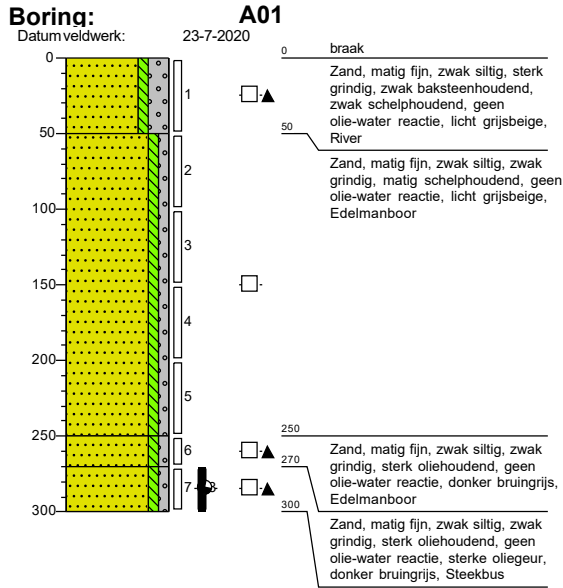 Boring: A01
Datum veldwerk: 23-7-2020
0
50
100
150
200
250
300
1
2
3
4
5
6
7
0 braak
Zand, matig fijn, zwak siltig, sterk
grindig, zwak baksteenhoudend,
zwak schelphoudend, geen
olie-water reactie, licht grijsbeige,
River
50
Zand, matig fijn, zwak siltig, zwak
grindig, matig schelphoudend, geen
olie-water reactie, licht grijsbeige,
Edelmanboor
250
Zand, matig fijn, zwak siltig, zwak
grindig, sterk oliehoudend, geen
olie-water reactie, donker bruingrijs,
Edelmanboor
270
Zand, matig fijn, zwak siltig, zwak
grindig, sterk oliehoudend, geen
olie-water reactie, sterke oliegeur,
donker bruingrijs, Steekbus
300